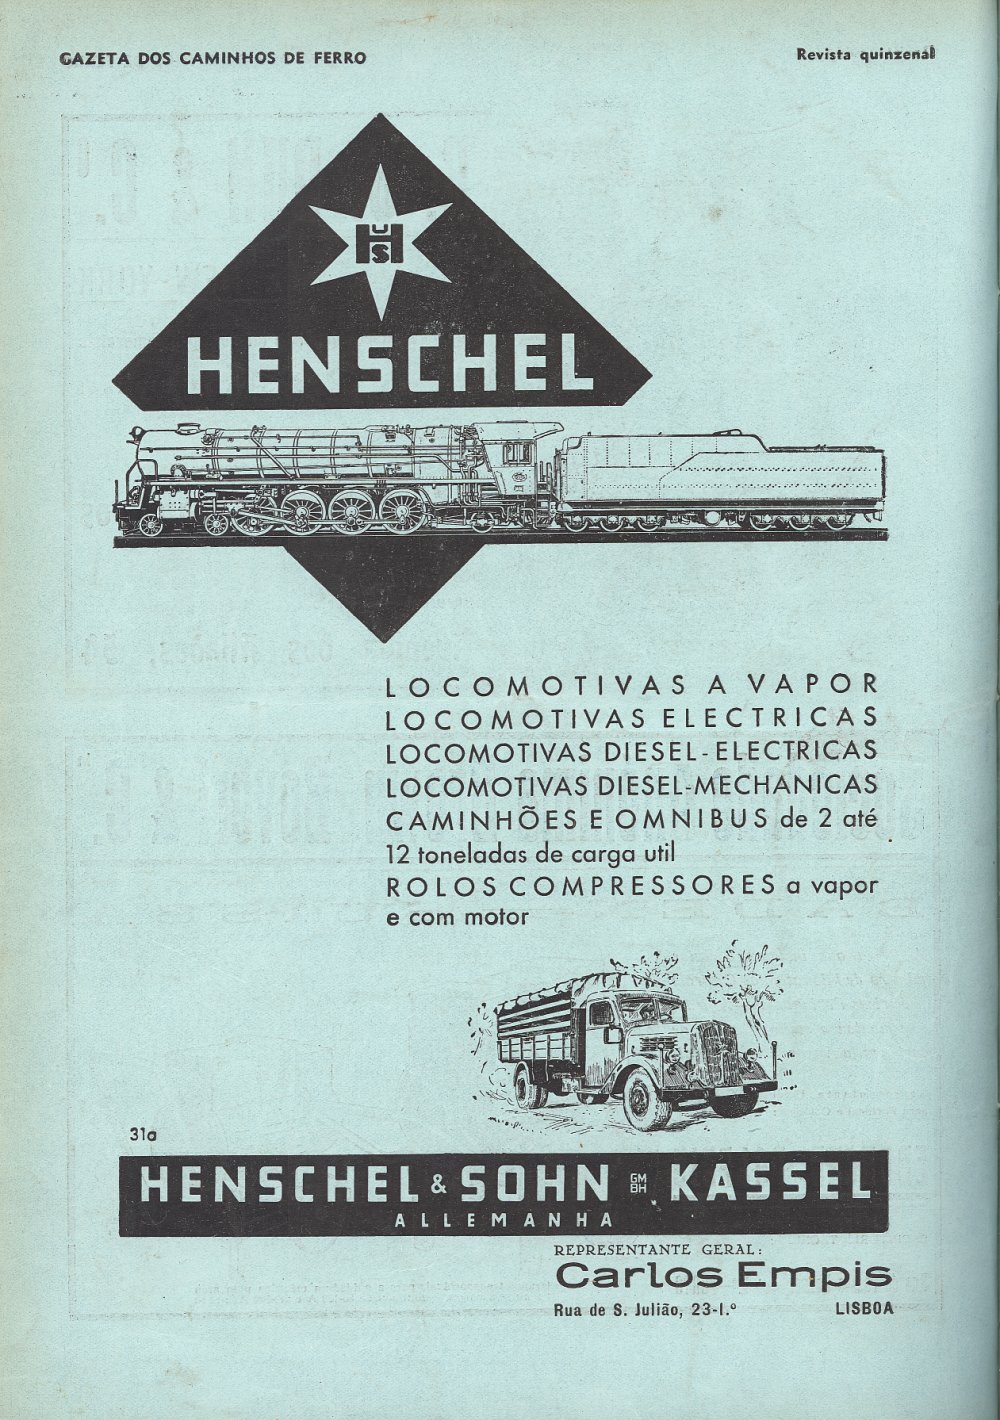 GAZETA DOS CAMINHOS DE FERRO
Revista quinzenal
HUS
HENSCHEL
LOCOMOTIVAS A VAPOR
LOCOMOTIVAS ELECTRICAS
LOCOMOTIVAS DIESEL-ELECTRICAS
LOCOMOTIVAS DIESEL-MECHANICAS
CAMINHÕES E OMNIBUS de 2 até
12 toneladas de carga util
ROLOS COMPRESSORES a vapor
e com motor
31a
HENSCHEL & SOHN GMBH. KASSEL
ALLEMANHA
REPRESENTANTE GERAL:
Carlos Empis
Rua de S. Julião, 23-1.º LISBOA